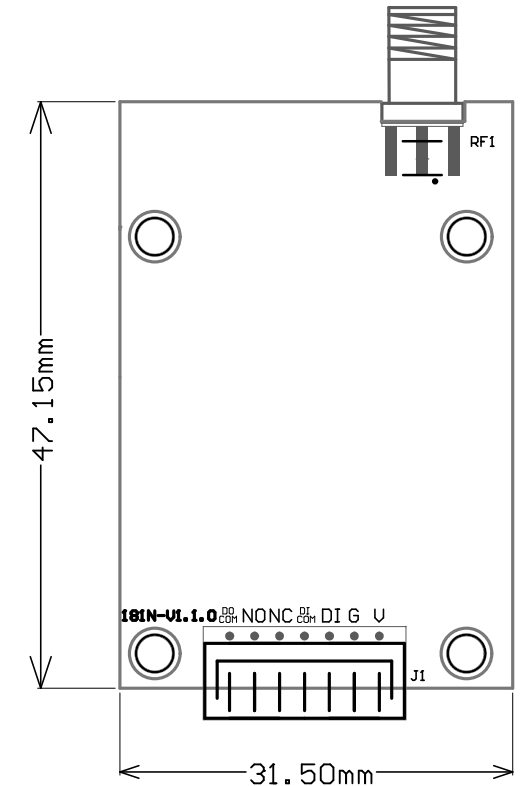 RF1
47.15mm
181N-V1.1.0 DO COM NO NC DI COM DI G V
J1
31.50mm